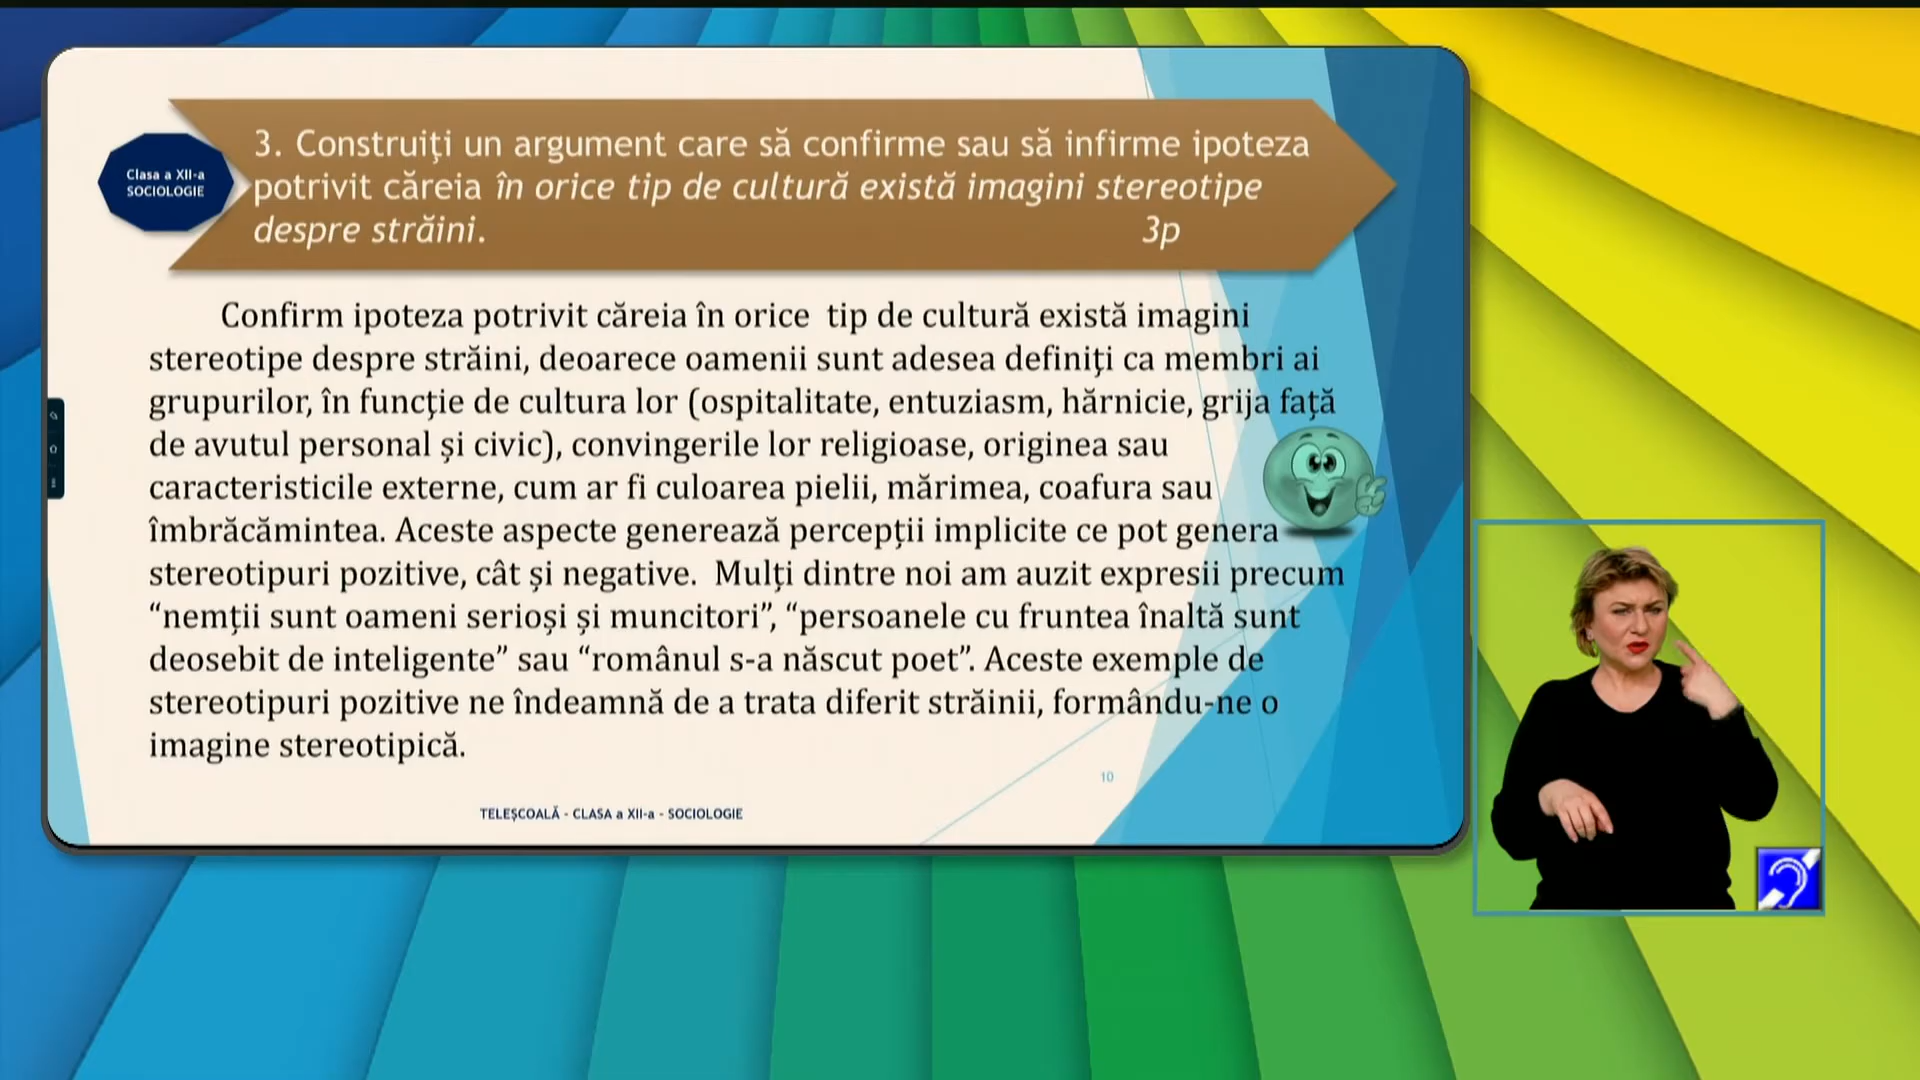 3. Construiţi un argument care să confirme sau să infirme ipoteza
potrivit căreia în orice tip de cultură există imagini stereotipe
despre străini. 3p
Clasa a XII-a
SOCIOLOGIE
Confirm ipoteza potrivit căreia în orice  tip de cultură există imagini
stereotipe despre străini, deoarece oamenii sunt adesea definiţi ca membri ai
grupurilor, în funcţie de cultura lor (ospitalitate, entuziasm, hărnicie, grija faţă
de avutul personal și civic), convingerile lor religioase, originea sau
caracteristicile externe, cum ar fi culoarea pielii, mărimea, coafura sau
îmbrăcămintea. Aceste aspecte generează percepţii implicite ce pot genera
stereotipuri pozitive, cât și negative.  Mulţi dintre noi am auzit expresii precum
“nemţii sunt oameni serioși și muncitori”, “persoanele cu fruntea înaltă sunt
deosebit de inteligente” sau “românul s-a născut poet”. Aceste exemple de
stereotipuri pozitive ne îndeamnă de a trata diferit străinii, formându-ne o
imagine stereotipică.
10
TELEȘCOALĂ - CLASA a XII-a - SOCIOLOGIE